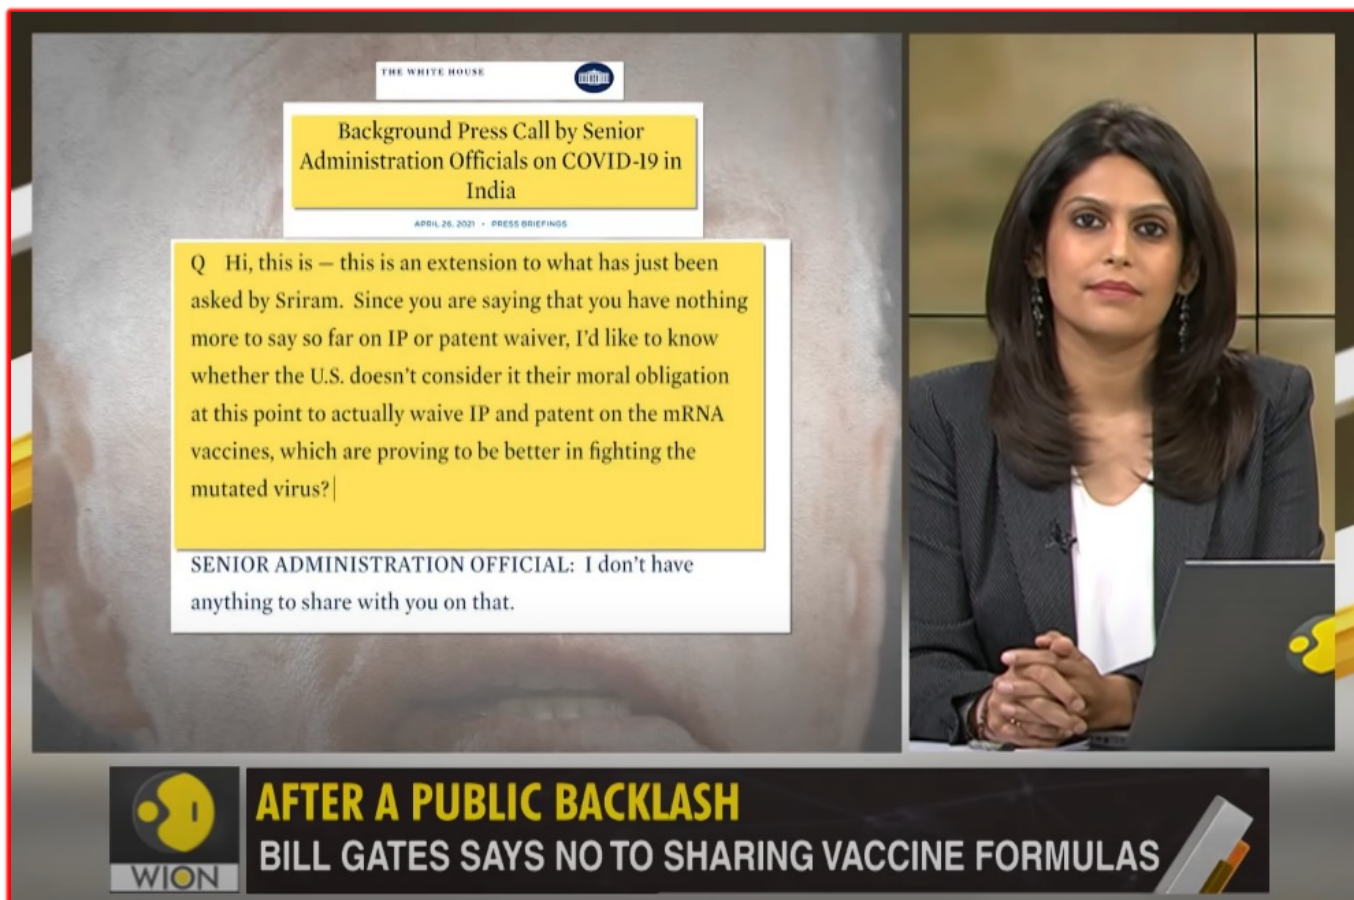 THE WHITE HOUSE
Background Press Call by Senior
Administration Officials on COVID-19 in
India
APRIL 26, 2021 • PRESS BRIEFINGS
Q Hi, this is — this is an extension to what has just been
asked by Sriram. Since you are saying that you have nothing
more to say so far on IP or patent waiver, I'd like to know
whether the U.S. doesn't consider it their moral obligation
at this point to actually waive IP and patent on the mRNA
vaccines, which are proving to be better in fighting the
mutated virus?
SENIOR ADMINISTRATION OFFICIAL: I don't have
anything to share with you on that.
AFTER A PUBLIC BACKLASH
BILL GATES SAYS NO TO SHARING VACCINE FORMULAS
WION